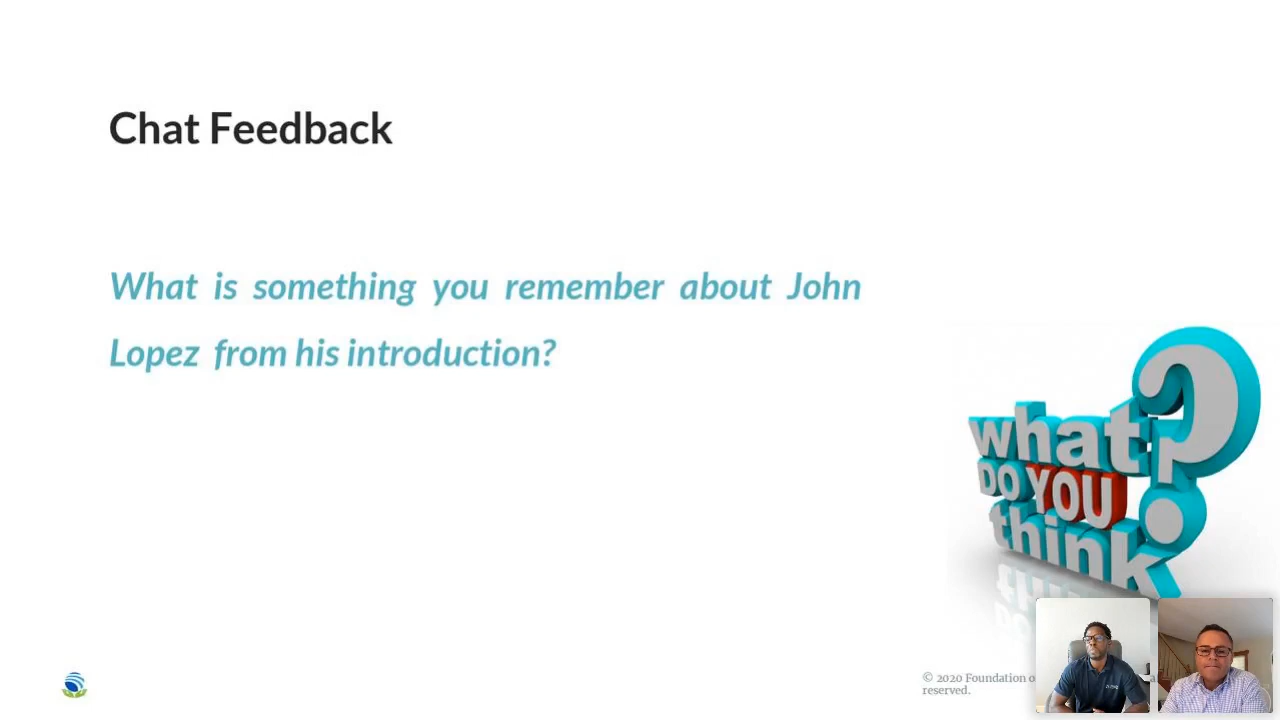 Chat Feedback
What is something you remember about John
Lopez from his introduction?
what?
DO YOU
think
© 2020 Foundation
reserved.